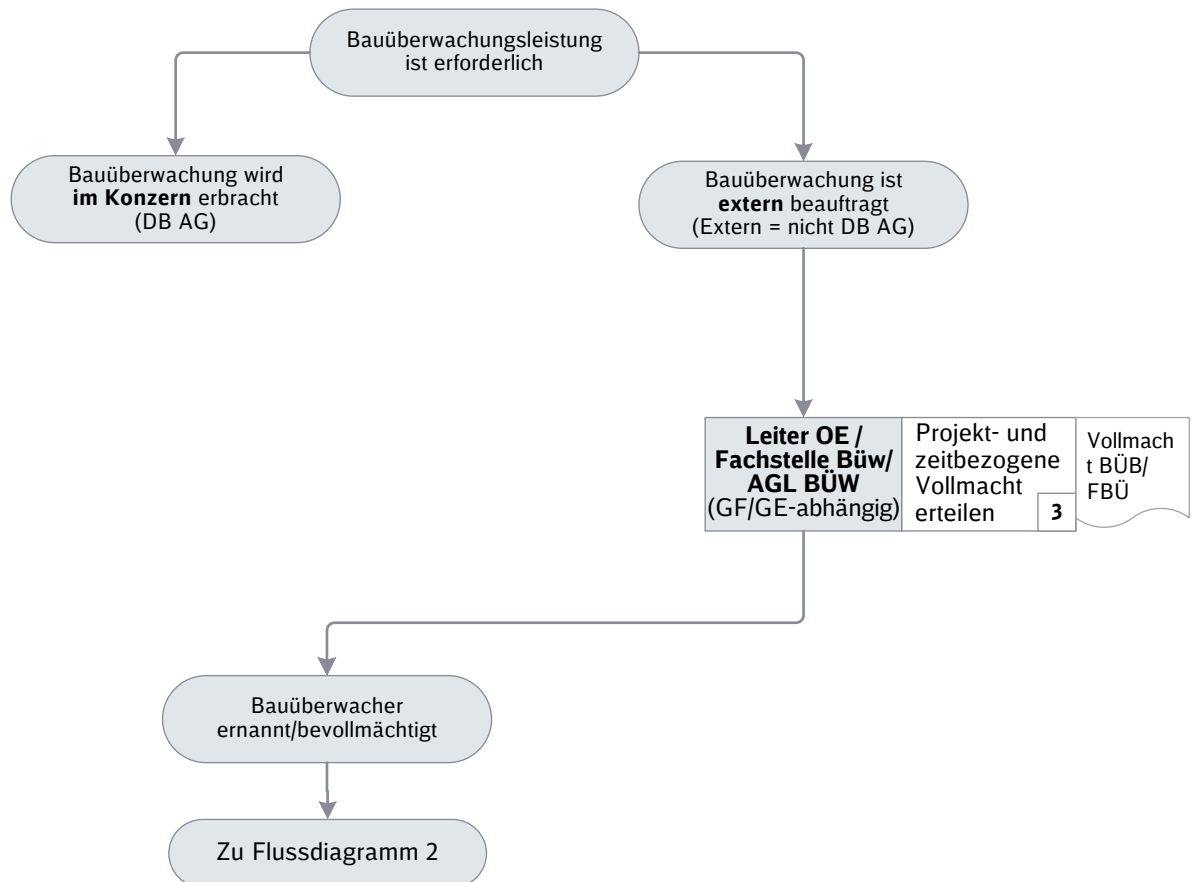 Bauüberwachungsleistung
ist erforderlich
Bauüberwachung wird
im Konzern erbracht
(DB AG)
Bauüberwachung ist
extern beauftragt
(Extern = nicht DB AG)
Leiter OE /
Fachstelle Büw/
AGL BÜW
(GF/GE-abhängig)
Projekt- und
zeitbezogene
Vollmacht
erteilen
3
Vollmach
t BÜB/
FBÜ
Bauüberwacher
ernannt/bevollmächtigt
Zu Flussdiagramm 2